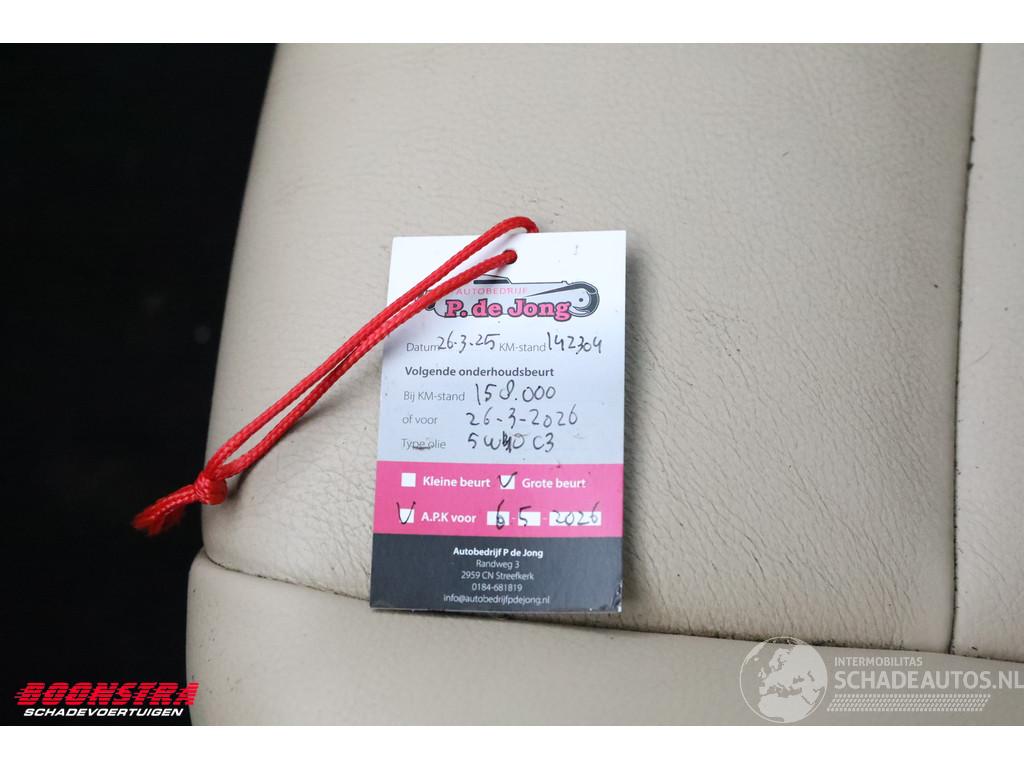 AUTOBEDRIJF
P. de Jong
Datum 26-3-25 KM-stand 142304
Volgende onderhoudsbeurt
Bij KM-stand 158.000
of voor 26-3-2026
Type olie 5W30 C3
Kleine beurt Grote beurt
A.P.K voor 6-5-2026
Autobedrijf P de Jong
Randweg 3
2959 CN Streefkerk
0184-681819
info@autobedrijfpdejong.nl
BOONSTRA
SCHADEVOERTUIGEN
INTERMOBILITAS
SCHADEAUTOS.NL